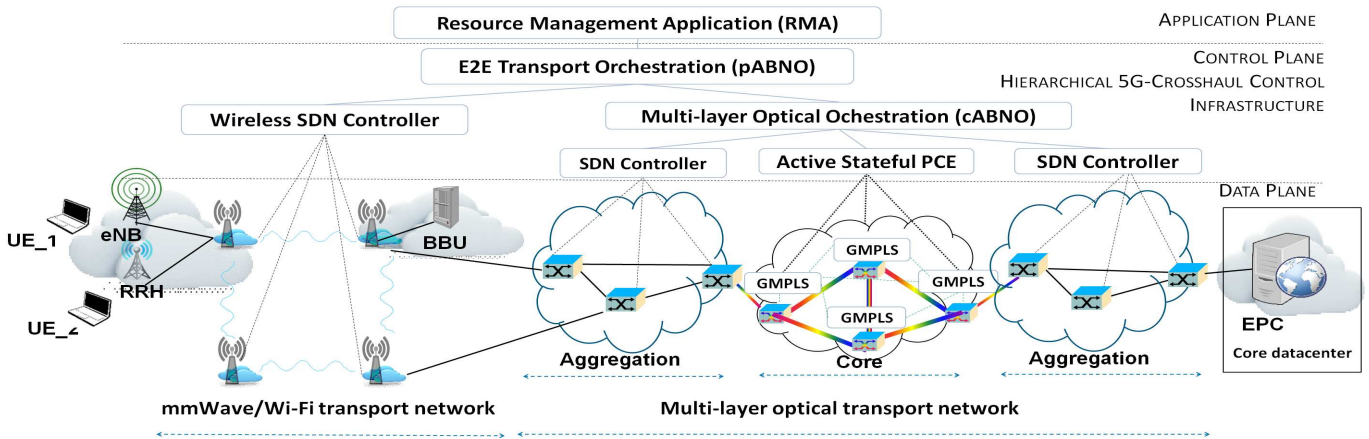 Resource Management Application (RMA)
APPLICATION PLANE
E2E Transport Orchestration (pABNO)
CONTROL PLANE
HIERARCHICAL 5G-CROSSHAUL CONTROL
INFRASTRUCTURE
Wireless SDN Controller
Multi-layer Optical Ochestration (cABNO)
SDN Controller
Active Stateful PCE
SDN Controller
DATA PLANE
UE_1
eNB
BBU
RRH
UE_2
GMPLS
GMPLS
GMPLS
GMPLS
EPC
Core datacenter
Aggregation
Core
Aggregation
mmWave/Wi-Fi transport network
Multi-layer optical transport network